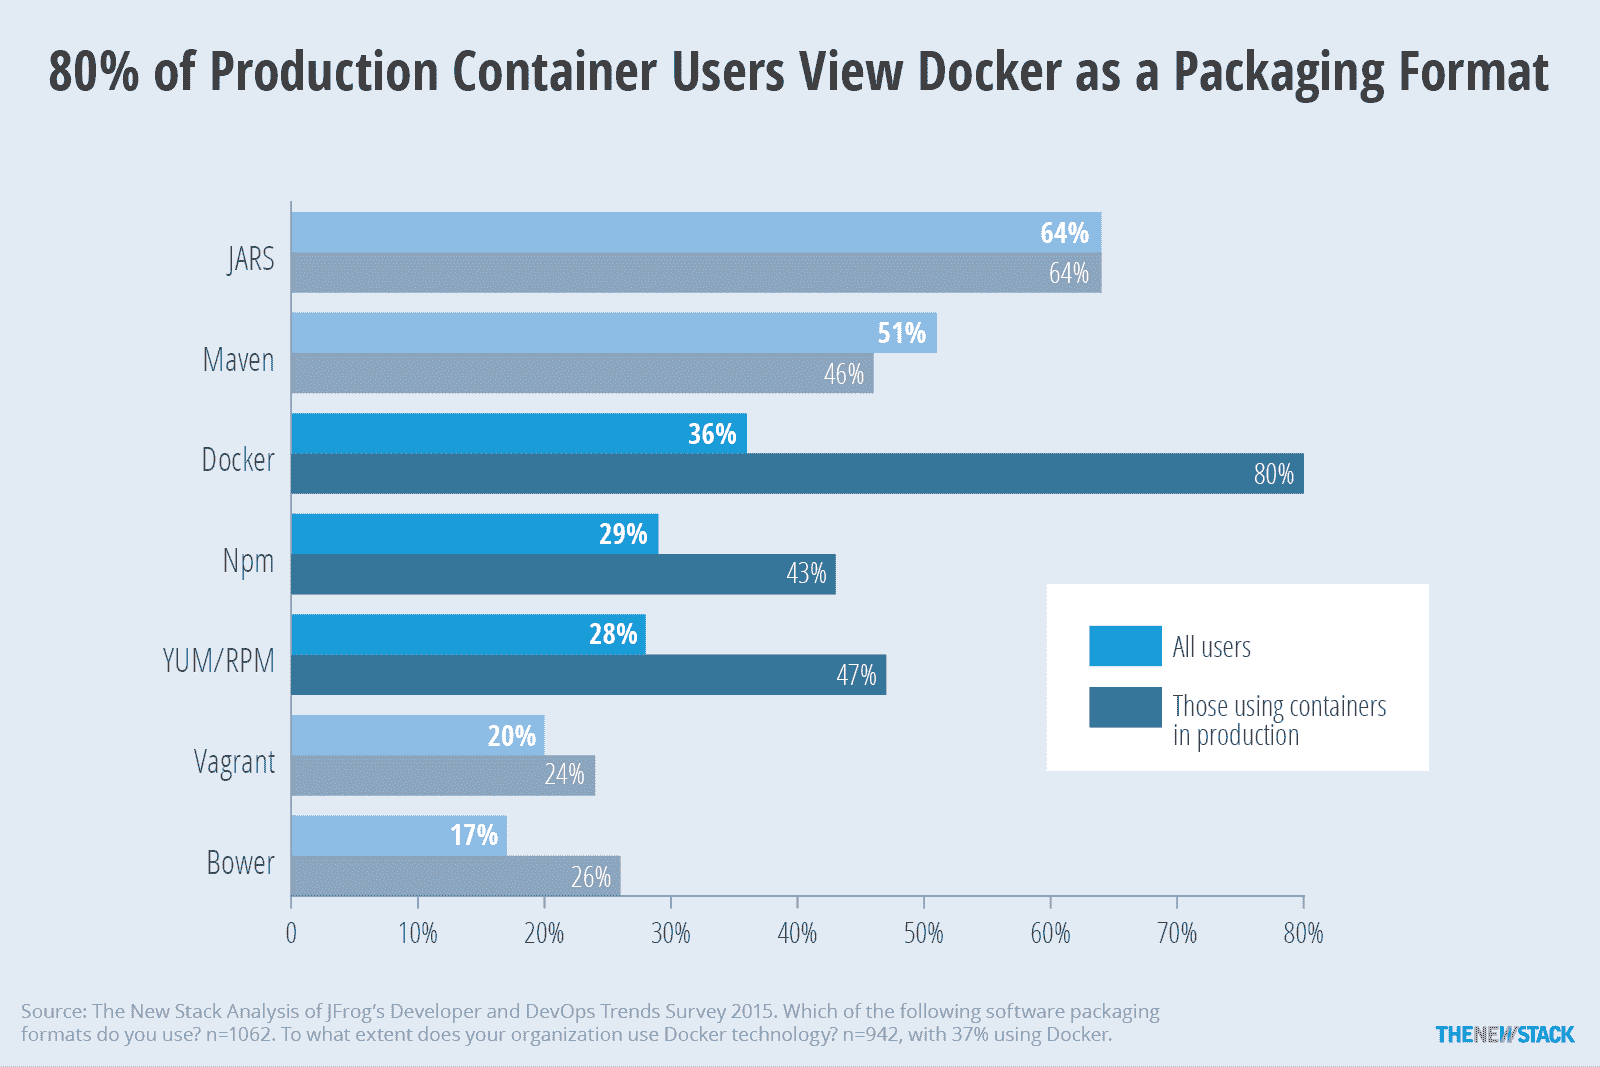 80% of Production Container Users View Docker as a Packaging Format
JARS
64%
64%
Maven
51%
46%
Docker
36%
80%
Npm
29%
43%
YUM/RPM
28%
47%
Vagrant
20%
24%
Bower
17%
26%
All users
Those using containers
in production
0 10% 20% 30% 40% 50% 60% 70% 80%
Source: The New Stack Analysis of JFrog’s Developer and DevOps Trends Survey 2015. Which of the following software packaging
formats do you use? n=1062. To what extent does your organization use Docker technology? n=942, with 37% using Docker.
THENEWSTACK